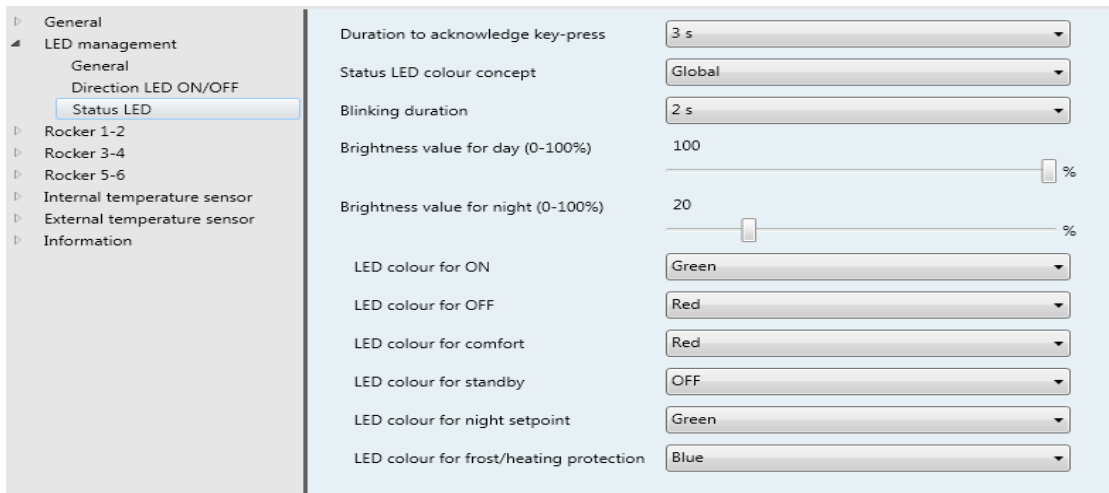 General
LED management
General
Direction LED ON/OFF
Status LED
Rocker 1-2
Rocker 3-4
Rocker 5-6
Internal temperature sensor
External temperature sensor
Information
Duration to acknowledge key-press 3 s
Status LED colour concept Global
Blinking duration 2 s
Brightness value for day (0-100%) 100
%
Brightness value for night (0-100%) 20
%
LED colour for ON Green
LED colour for OFF Red
LED colour for comfort Red
LED colour for standby OFF
LED colour for night setpoint Green
LED colour for frost/heating protection Blue